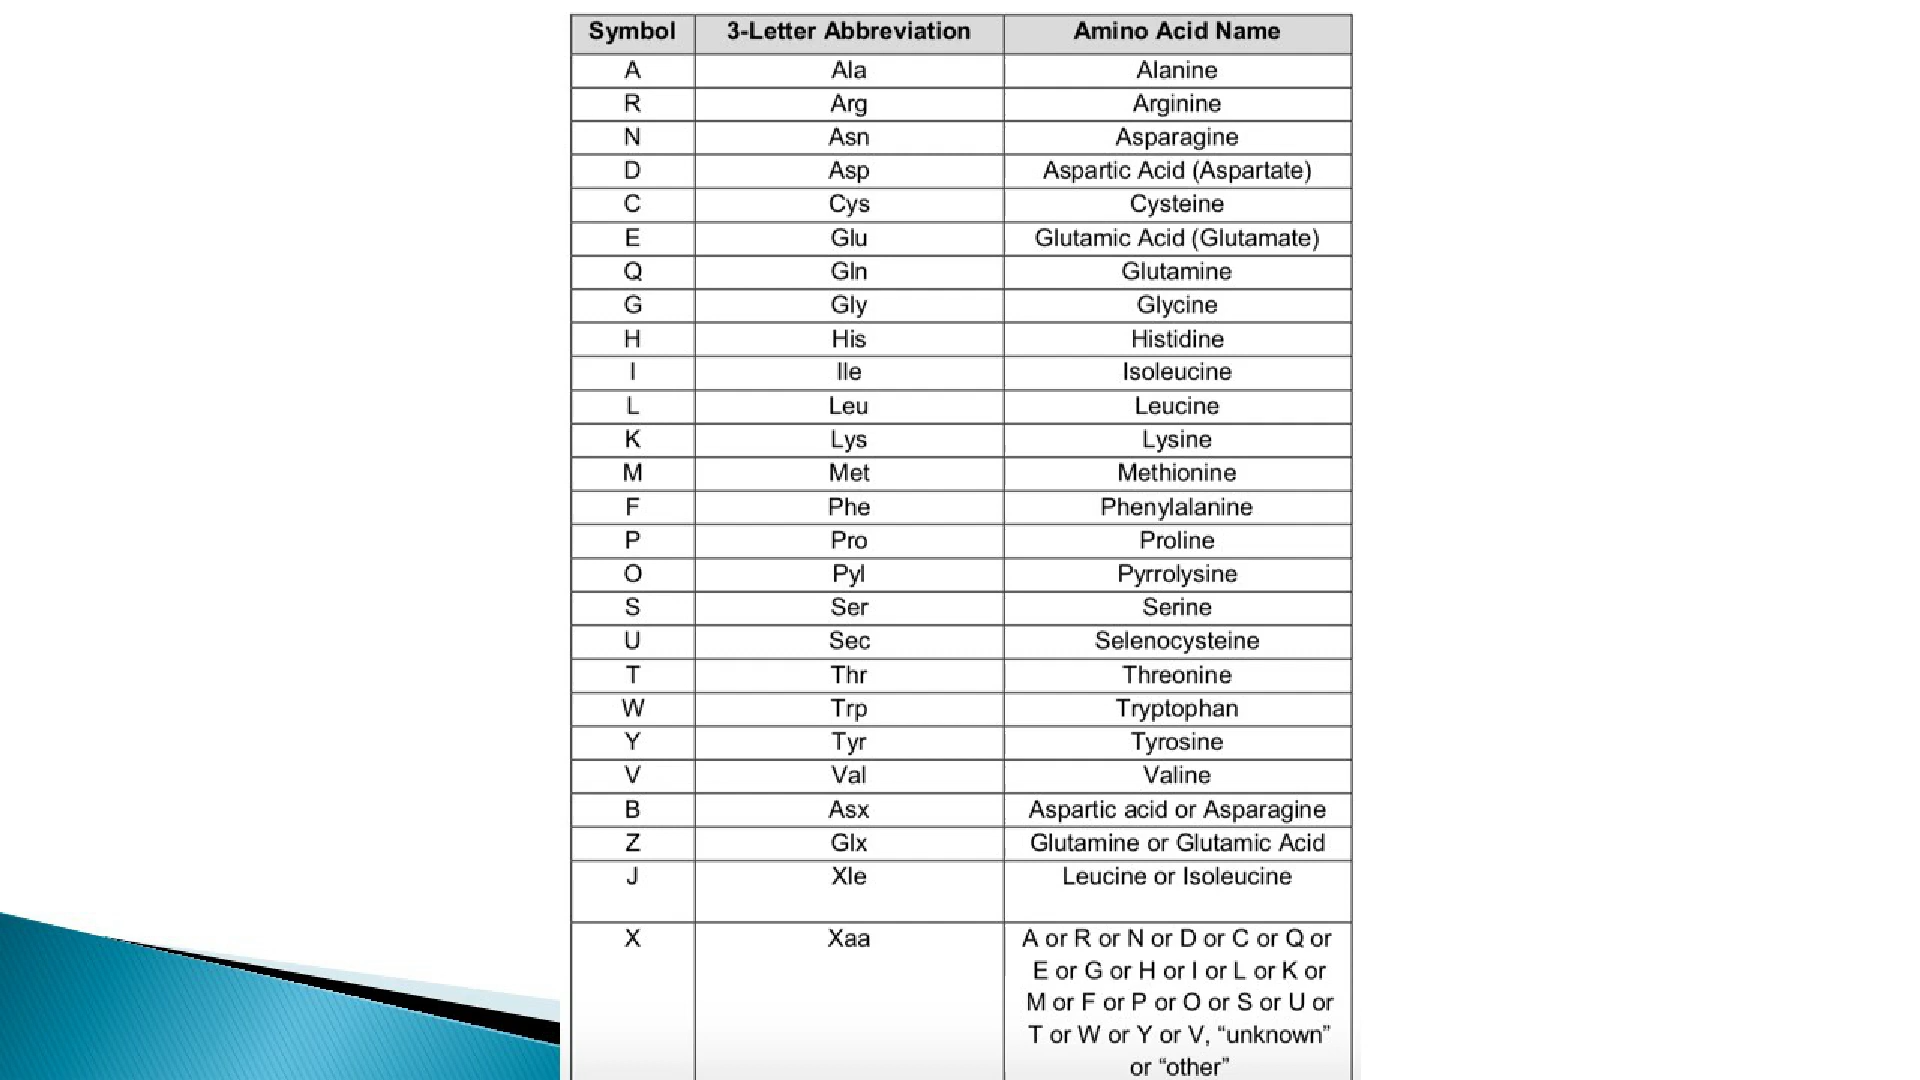 Symbol 3-Letter Abbreviation Amino Acid Name
A Ala Alanine
R Arg Arginine
N Asn Asparagine
D Asp Aspartic Acid (Aspartate)
C Cys Cysteine
E Glu Glutamic Acid (Glutamate)
Q Gln Glutamine
G Gly Glycine
H His Histidine
I Ile Isoleucine
L Leu Leucine
K Lys Lysine
M Met Methionine
F Phe Phenylalanine
P Pro Proline
O Pyl Pyrrolysine
S Ser Serine
U Sec Selenocysteine
T Thr Threonine
W Trp Tryptophan
Y Tyr Tyrosine
V Val Valine
B Asx Aspartic acid or Asparagine
Z Glx Glutamine or Glutamic Acid
J Xle Leucine or Isoleucine
X Xaa A or R or N or D or C or Q or
E or G or H or I or L or K or
M or F or P or O or S or U or
T or W or Y or V, “unknown”
or “other”